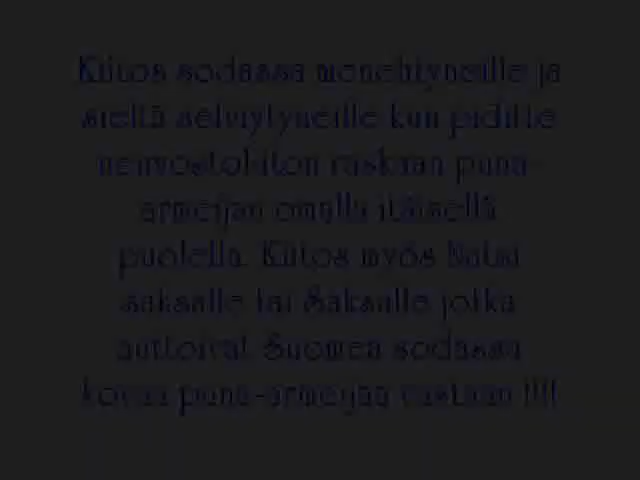 Kiitos sodassa menehtyneille ja
sieltä selviytyneille kun piditte
neuvostoliiton raskaan puna-
armeijan omalla itäisellä
puolella. Kiitos myös Natsi
saksalle tai Saksalle jotka
auttoivat Suomea sodassa
kovaa puna-armeijaa vastaan !!!!